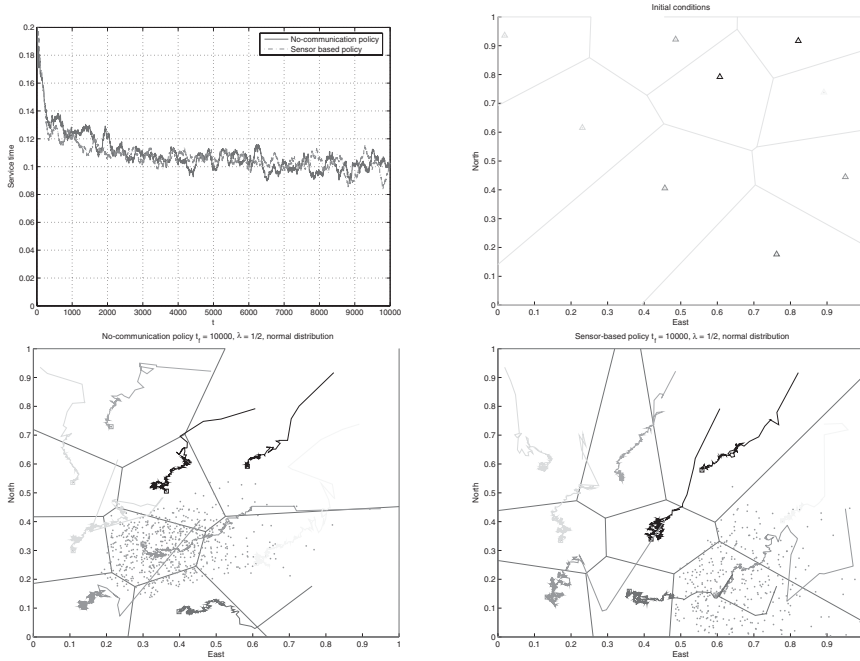 No-communication policy
Sensor based policy
0.2
0.18
0.16
0.14
0.12
0.1
0.08
0.06
0.04
0.02
0
Service time
0 1000 2000 3000 4000 5000 6000 7000 8000 9000 10000
t
Initial conditions
1
0.9
0.8
0.7
0.6
0.5
0.4
0.3
0.2
0.1
0
North
0 0.1 0.2 0.3 0.4 0.5 0.6 0.7 0.8 0.9
East
No-communication policy t_f = 10000, λ = 1/2, normal distribution
1
0.9
0.8
0.7
0.6
0.5
0.4
0.3
0.2
0.1
0
North
0 0.1 0.2 0.3 0.4 0.5 0.6 0.7 0.8 0.9 1
East
Sensor-based policy t_f = 10000, λ = 1/2, normal distribution
1
0.9
0.8
0.7
0.6
0.5
0.4
0.3
0.2
0.1
0
North
0 0.1 0.2 0.3 0.4 0.5 0.6 0.7 0.8 0.9
East